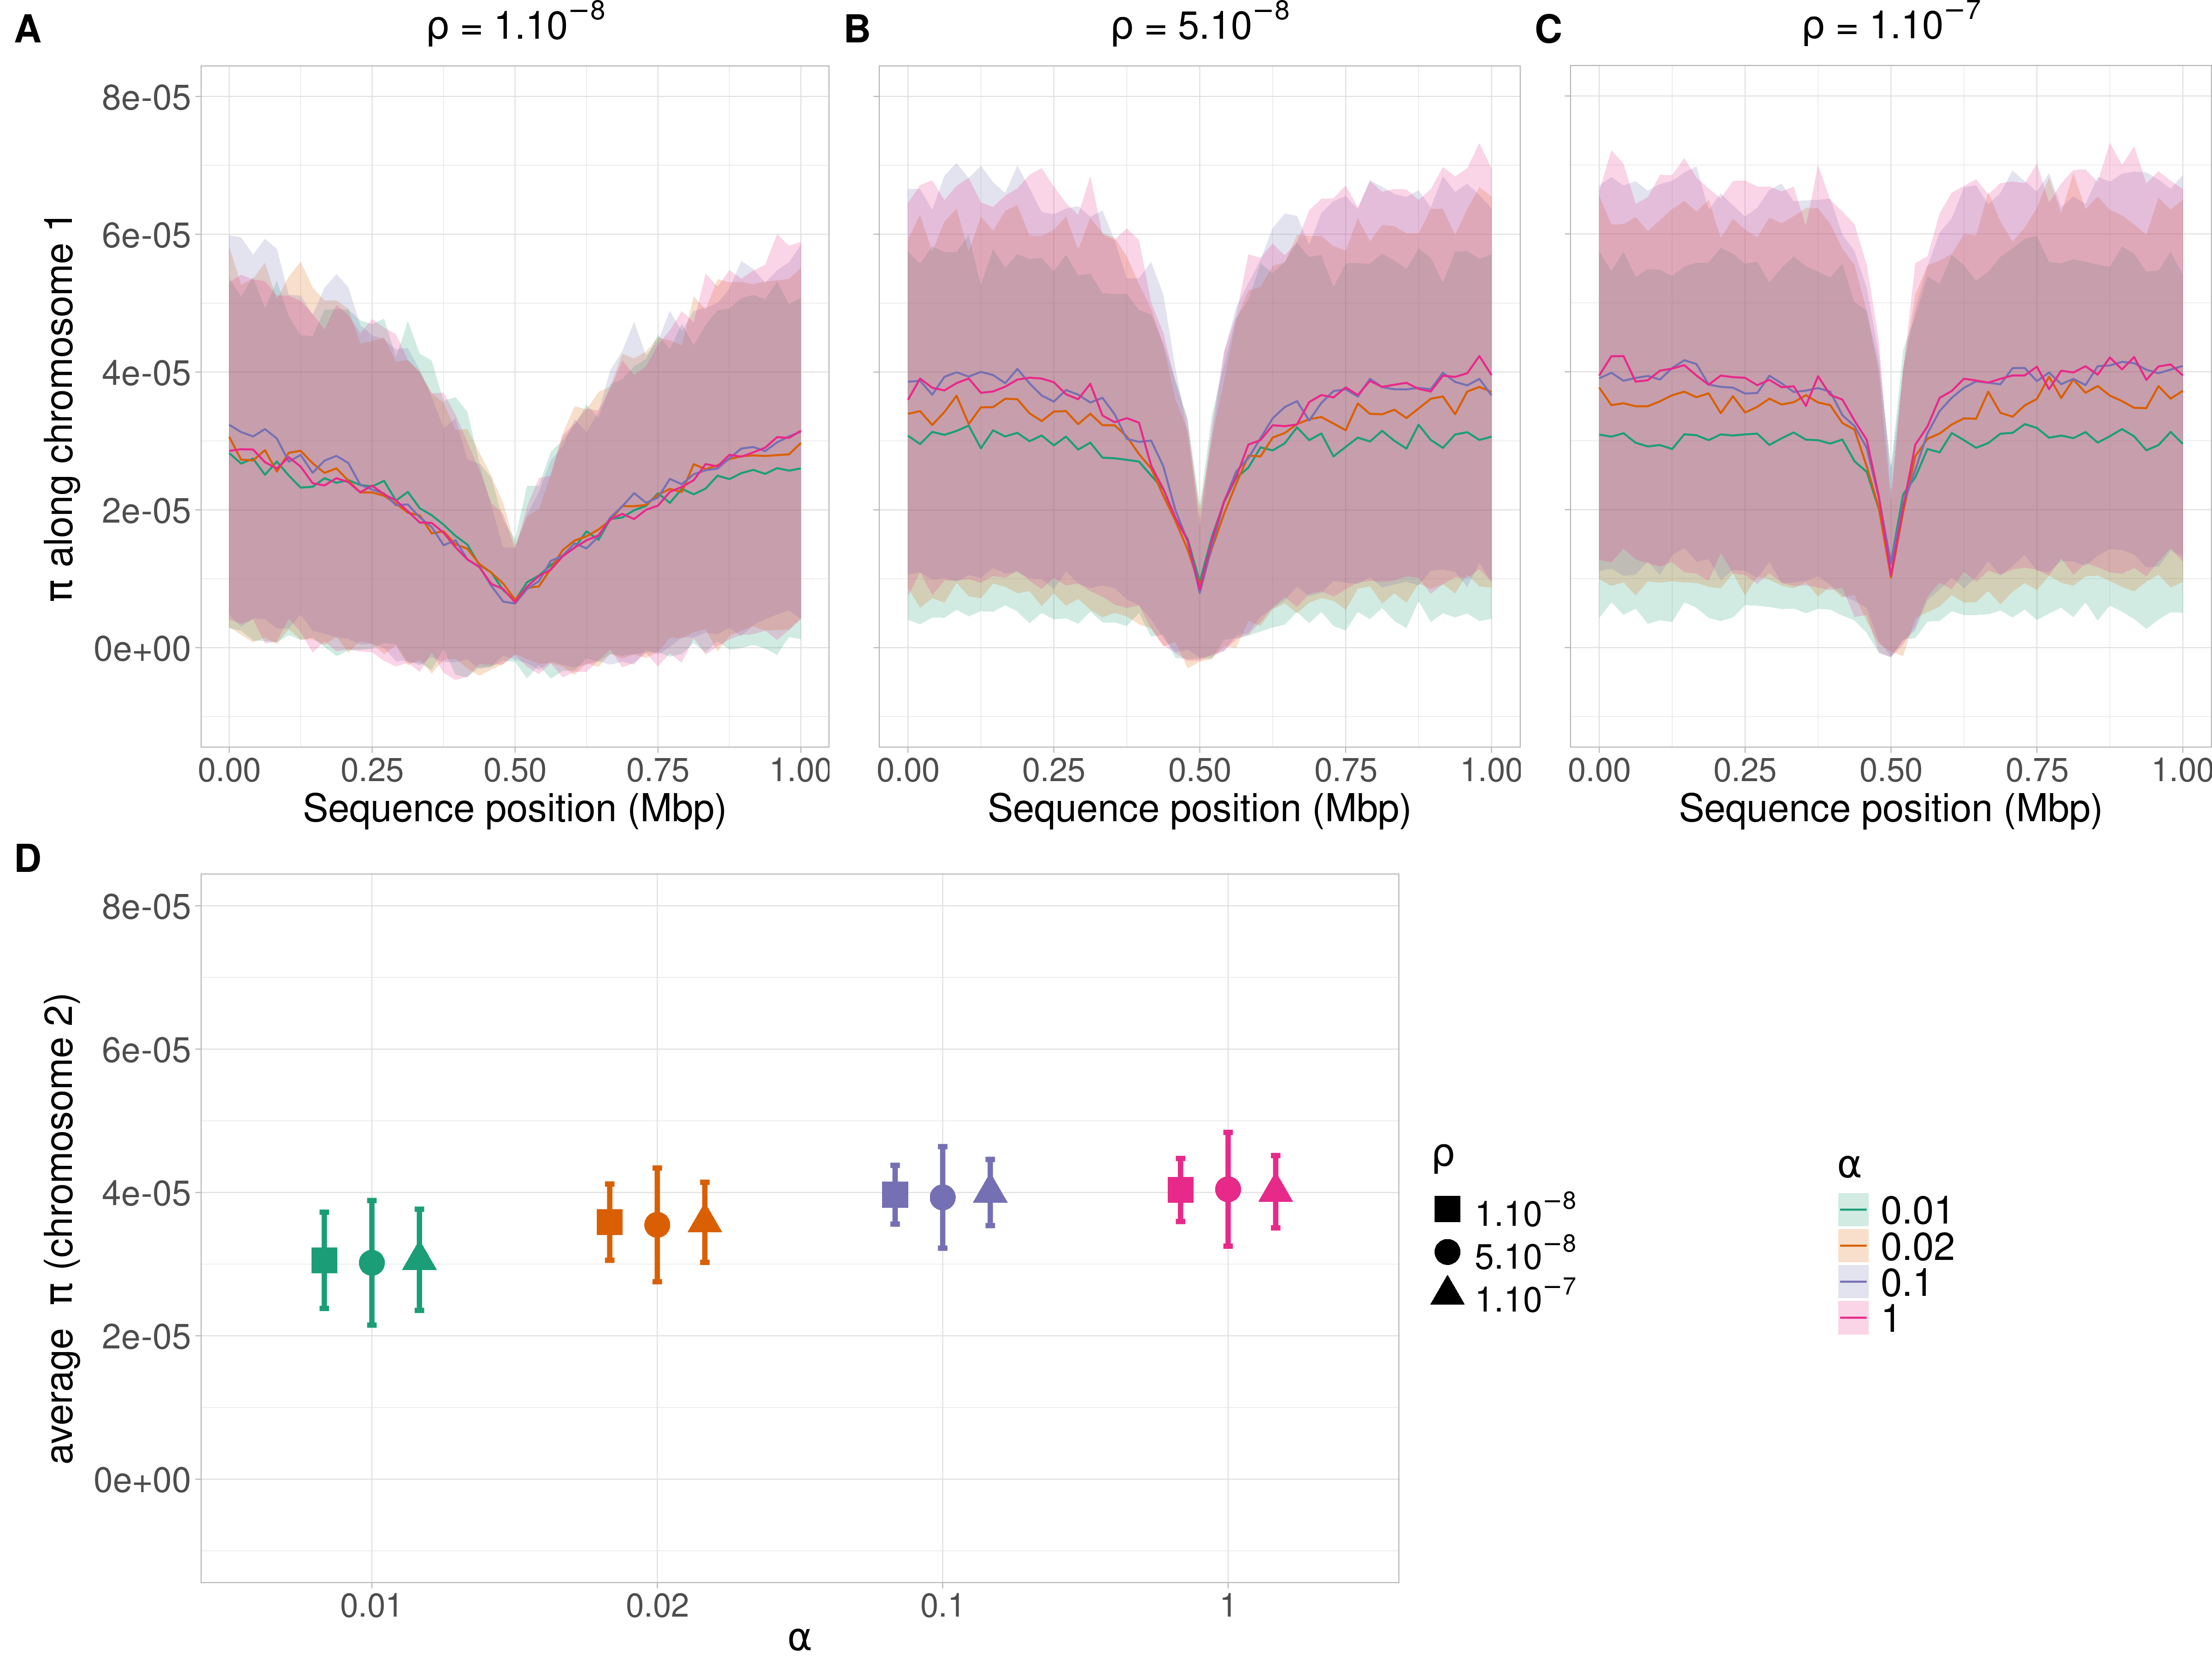 A
ρ = 1.10⁻⁸
B
ρ = 5.10⁻⁸
C
ρ = 1.10⁻⁷
π along chromosome 1
8e-05
6e-05
4e-05
2e-05
0e+00
0.00 0.25 0.50 0.75 1.00
0.00 0.25 0.50 0.75 1.00
0.00 0.25 0.50 0.75 1.00
Sequence position (Mbp)
Sequence position (Mbp)
Sequence position (Mbp)
D
average π (chromosome 2)
8e-05
6e-05
4e-05
2e-05
0e+00
0.01 0.02 0.1 1
α
ρ
1.10⁻⁸
5.10⁻⁸
1.10⁻⁷
α
0.01
0.02
0.1
1